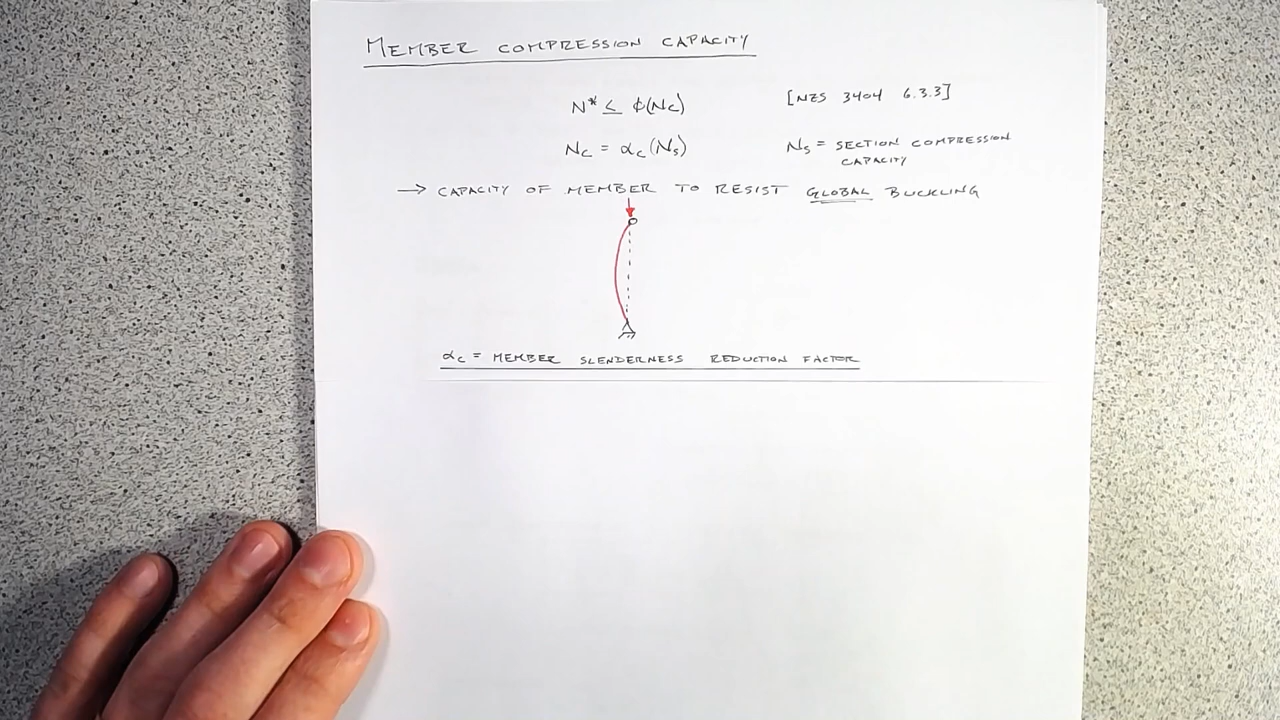 MEMBER COMPRESSION CAPACITY
N* ≤ φ(Nc) [NZS 3404 6.3.3]
Nc = αc(Ns) Ns = SECTION COMPRESSION
CAPACITY
→ CAPACITY OF MEMBER TO RESIST GLOBAL BUCKLING
αc = MEMBER SLENDERNESS REDUCTION FACTOR